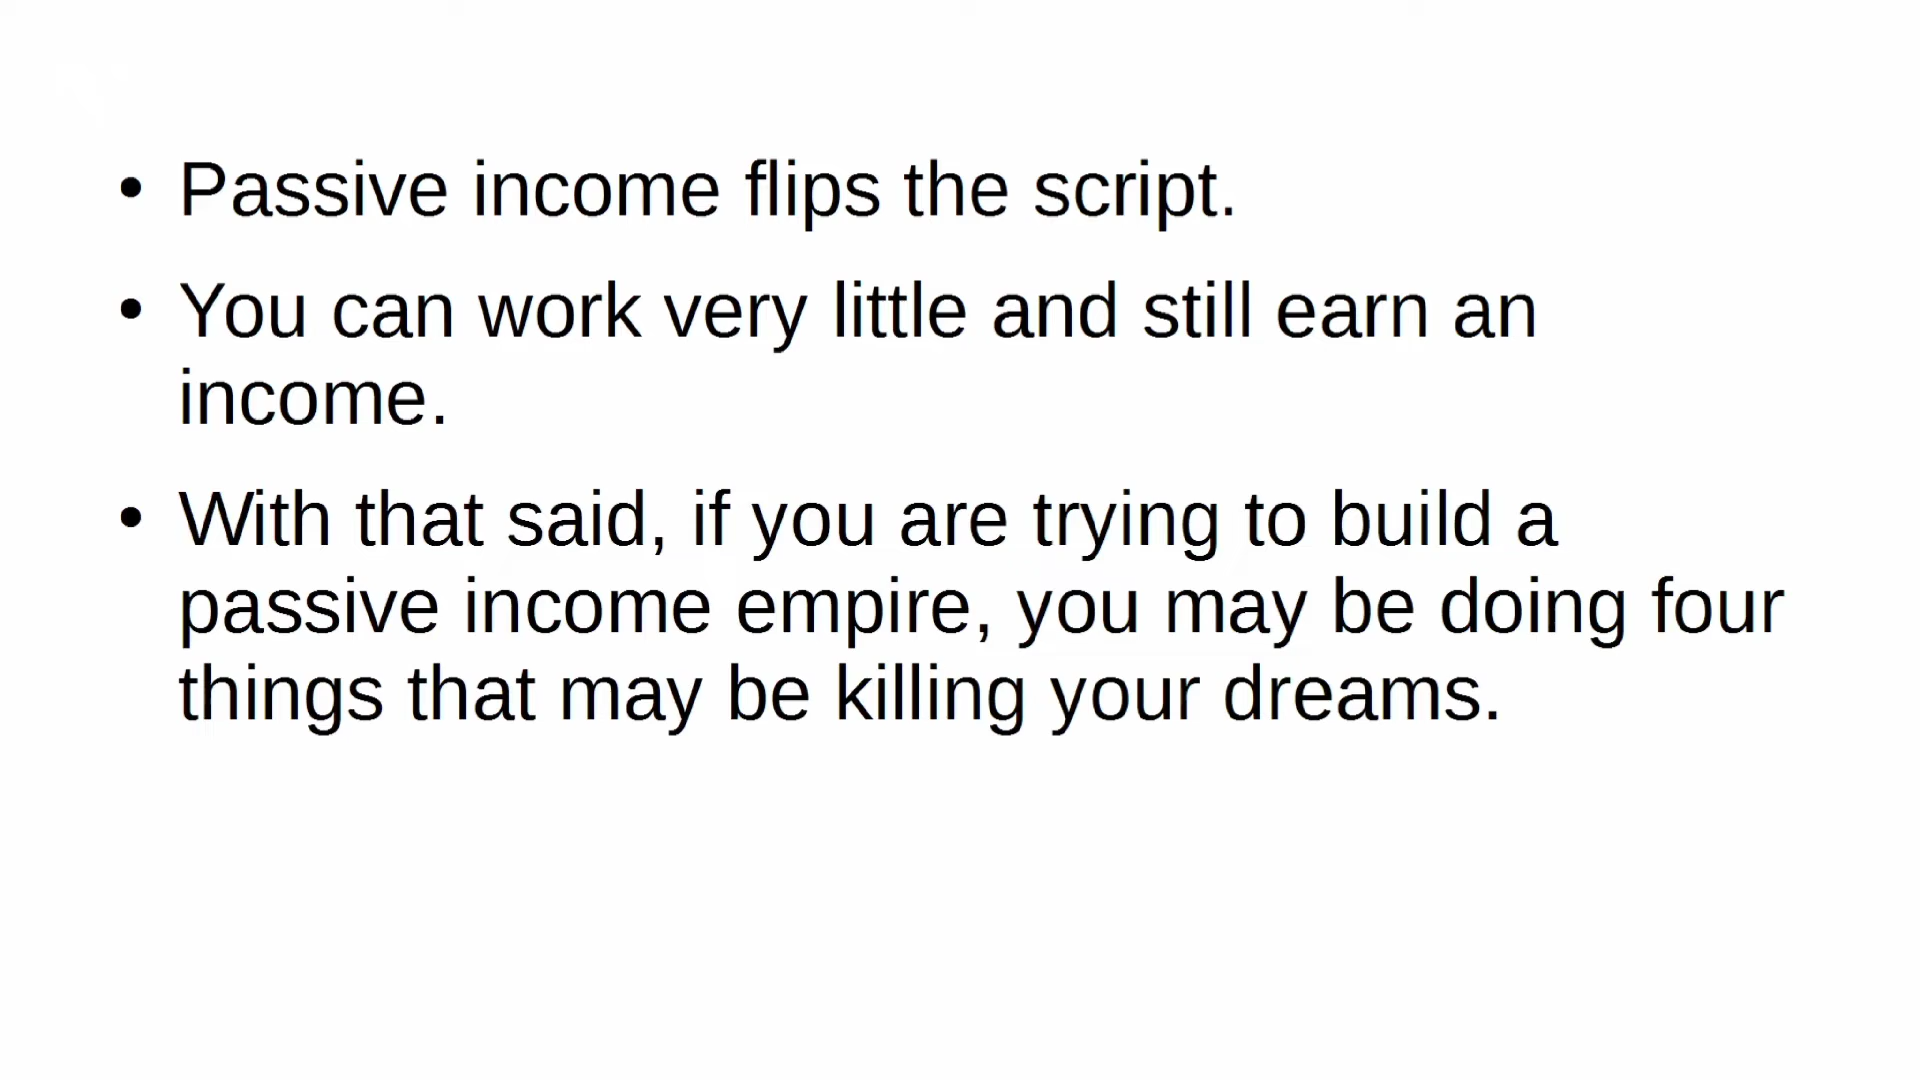 • Passive income flips the script.
• You can work very little and still earn an
income.
• With that said, if you are trying to build a
passive income empire, you may be doing four
things that may be killing your dreams.